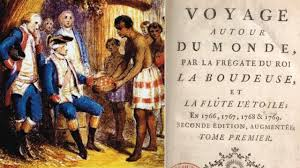 VOYAGE
AUTOUR
DU MONDE,
PAR LA FRÉGATE DU ROI
LA BOUDEUSE,
ET
LA FLÛTE L'ÉTOILE;
En 1766, 1767, 1768 & 1769.
SECONDE ÉDITION, AUGMENTÉE.
TOME PREMIER.